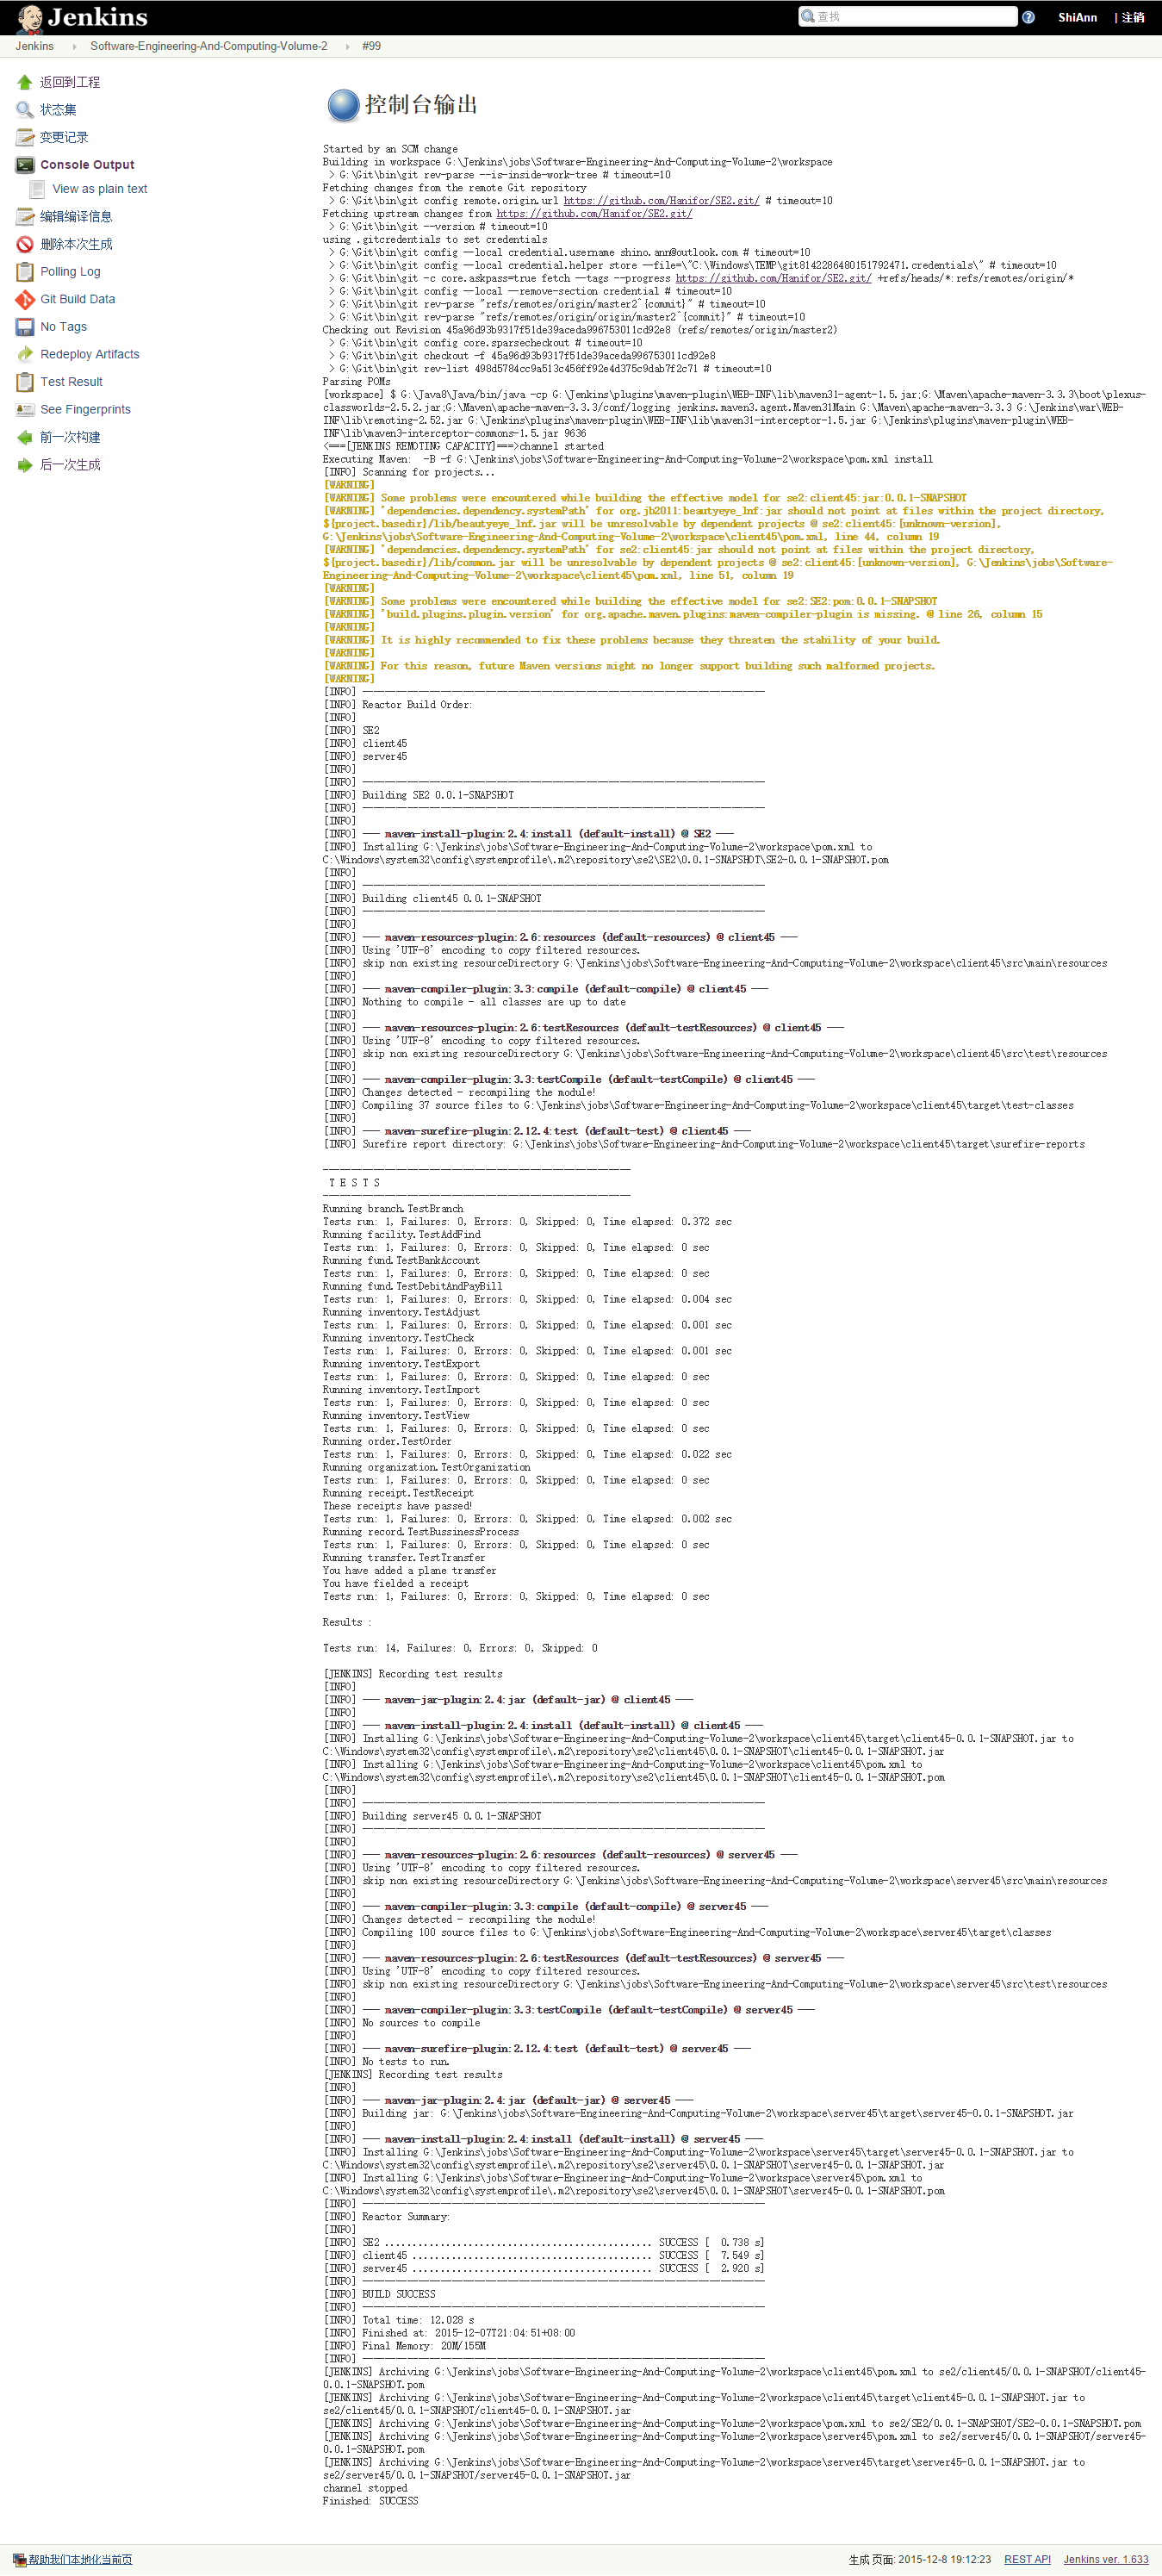 Jenkins
查找
ShiAnn
| 注销
Jenkins
Software-Engineering-And-Computing-Volume-2
#99
返回到工程
状态集
变更记录
Console Output
View as plain text
编辑编译信息
删除本次生成
Polling Log
Git Build Data
No Tags
Redeploy Artifacts
Test Result
See Fingerprints
前一次构建
后一次生成
控制台输出
Started by an SCM change
Building in workspace G:\Jenkins\jobs\Software-Engineering-And-Computing-Volume-2\workspace
 > G:\Git\bin\git rev-parse --is-inside-work-tree # timeout=10
Fetching changes from the remote Git repository
 > G:\Git\bin\git config remote.origin.url https://github.com/Hanifor/SE2.git/ # timeout=10
Fetching upstream changes from https://github.com/Hanifor/SE2.git/
 > G:\Git\bin\git --version # timeout=10
using .gitcredentials to set credentials
 > G:\Git\bin\git config --local credential.username shino.ann@outlook.com # timeout=10
 > G:\Git\bin\git config --local credential.helper store --file=\"C:\Windows\TEMP\git8142286480151792471.credentials\" # timeout=10
 > G:\Git\bin\git -c core.askpass=true fetch --tags --progress https://github.com/Hanifor/SE2.git/ +refs/heads/*:refs/remotes/origin/*
 > G:\Git\bin\git config --local --remove-section credential # timeout=10
 > G:\Git\bin\git rev-parse "refs/remotes/origin/master2^{commit}" # timeout=10
 > G:\Git\bin\git rev-parse "refs/remotes/origin/origin/master2^{commit}" # timeout=10
Checking out Revision 45a96d93b9317f51de39aceda996753011cd92e8 (refs/remotes/origin/master2)
 > G:\Git\bin\git config core.sparsecheckout # timeout=10
 > G:\Git\bin\git checkout -f 45a96d93b9317f51de39aceda996753011cd92e8
 > G:\Git\bin\git rev-list 498d5784cc9a513c456ff92e4d375c9dab7f2c71 # timeout=10
Parsing POMs
[workspace] $ G:\Java8\Java/bin/java -cp G:\Jenkins\plugins\maven-plugin\WEB-INF\lib\maven31-agent-1.5.jar;G:\Maven\apache-maven-3.3.3\boot\plexus-
classworlds-2.5.2.jar;G:\Maven\apache-maven-3.3.3/conf/logging jenkins.maven3.agent.Maven31Main G:\Maven\apache-maven-3.3.3 G:\Jenkins\war\WEB-
INF\lib\remoting-2.52.jar G:\Jenkins\plugins\maven-plugin\WEB-INF\lib\maven31-interceptor-1.5.jar G:\Jenkins\plugins\maven-plugin\WEB-
INF\lib\maven3-interceptor-commons-1.5.jar 9636
<===[JENKINS REMOTING CAPACITY]===>channel started
Executing Maven:  -B -f G:\Jenkins\jobs\Software-Engineering-And-Computing-Volume-2\workspace\pom.xml install
[INFO] Scanning for projects...
[WARNING]
[WARNING] Some problems were encountered while building the effective model for se2:client45:jar:0.0.1-SNAPSHOT
[WARNING] 'dependencies.dependency.systemPath' for org.jb2011:beautyeye_lnf:jar should not point at files within the project directory,
${project.basedir}/lib/beautyeye_lnf.jar will be unresolvable by dependent projects @ se2:client45:[unknown-version],
G:\Jenkins\jobs\Software-Engineering-And-Computing-Volume-2\workspace\client45\pom.xml, line 44, column 19
[WARNING] 'dependencies.dependency.systemPath' for se2:client45:jar should not point at files within the project directory,
${project.basedir}/lib/common.jar will be unresolvable by dependent projects @ se2:client45:[unknown-version], G:\Jenkins\jobs\Software-
Engineering-And-Computing-Volume-2\workspace\client45\pom.xml, line 51, column 19
[WARNING]
[WARNING] Some problems were encountered while building the effective model for se2:SE2:pom:0.0.1-SNAPSHOT
[WARNING] 'build.plugins.plugin.version' for org.apache.maven.plugins:maven-compiler-plugin is missing. @ line 26, column 15
[WARNING]
[WARNING] It is highly recommended to fix these problems because they threaten the stability of your build.
[WARNING]
[WARNING] For this reason, future Maven versions might no longer support building such malformed projects.
[WARNING]
[INFO] ------------------------------------------------------------------------
[INFO] Reactor Build Order:
[INFO]
[INFO] SE2
[INFO] client45
[INFO] server45
[INFO]
[INFO] ------------------------------------------------------------------------
[INFO] Building SE2 0.0.1-SNAPSHOT
[INFO] ------------------------------------------------------------------------
[INFO]
[INFO] --- maven-install-plugin:2.4:install (default-install) @ SE2 ---
[INFO] Installing G:\Jenkins\jobs\Software-Engineering-And-Computing-Volume-2\workspace\pom.xml to
C:\Windows\system32\config\systemprofile\.m2\repository\se2\SE2\0.0.1-SNAPSHOT\SE2-0.0.1-SNAPSHOT.pom
[INFO]
[INFO] ------------------------------------------------------------------------
[INFO] Building client45 0.0.1-SNAPSHOT
[INFO] ------------------------------------------------------------------------
[INFO]
[INFO] --- maven-resources-plugin:2.6:resources (default-resources) @ client45 ---
[INFO] Using 'UTF-8' encoding to copy filtered resources.
[INFO] skip non existing resourceDirectory G:\Jenkins\jobs\Software-Engineering-And-Computing-Volume-2\workspace\client45\src\main\resources
[INFO]
[INFO] --- maven-compiler-plugin:3.3:compile (default-compile) @ client45 ---
[INFO] Nothing to compile - all classes are up to date
[INFO]
[INFO] --- maven-resources-plugin:2.6:testResources (default-testResources) @ client45 ---
[INFO] Using 'UTF-8' encoding to copy filtered resources.
[INFO] skip non existing resourceDirectory G:\Jenkins\jobs\Software-Engineering-And-Computing-Volume-2\workspace\client45\src\test\resources
[INFO]
[INFO] --- maven-compiler-plugin:3.3:testCompile (default-testCompile) @ client45 ---
[INFO] Changes detected - recompiling the module!
[INFO] Compiling 37 source files to G:\Jenkins\jobs\Software-Engineering-And-Computing-Volume-2\workspace\client45\target\test-classes
[INFO]
[INFO] --- maven-surefire-plugin:2.12.4:test (default-test) @ client45 ---
[INFO] Surefire report directory: G:\Jenkins\jobs\Software-Engineering-And-Computing-Volume-2\workspace\client45\target\surefire-reports
-------------------------------------------------------
 T E S T S
-------------------------------------------------------
Running branch.TestBranch
Tests run: 1, Failures: 0, Errors: 0, Skipped: 0, Time elapsed: 0.372 sec
Running facility.TestAddFind
Tests run: 1, Failures: 0, Errors: 0, Skipped: 0, Time elapsed: 0 sec
Running fund.TestBankAccount
Tests run: 1, Failures: 0, Errors: 0, Skipped: 0, Time elapsed: 0 sec
Running fund.TestDebitAndPayBill
Tests run: 1, Failures: 0, Errors: 0, Skipped: 0, Time elapsed: 0.004 sec
Running inventory.TestAdjust
Tests run: 1, Failures: 0, Errors: 0, Skipped: 0, Time elapsed: 0.001 sec
Running inventory.TestCheck
Tests run: 1, Failures: 0, Errors: 0, Skipped: 0, Time elapsed: 0.001 sec
Running inventory.TestExport
Tests run: 1, Failures: 0, Errors: 0, Skipped: 0, Time elapsed: 0 sec
Running inventory.TestImport
Tests run: 1, Failures: 0, Errors: 0, Skipped: 0, Time elapsed: 0 sec
Running inventory.TestView
Tests run: 1, Failures: 0, Errors: 0, Skipped: 0, Time elapsed: 0 sec
Running order.TestOrder
Tests run: 1, Failures: 0, Errors: 0, Skipped: 0, Time elapsed: 0.022 sec
Running organization.TestOrganization
Tests run: 1, Failures: 0, Errors: 0, Skipped: 0, Time elapsed: 0 sec
Running receipt.TestReceipt
These receipts have passed!
Tests run: 1, Failures: 0, Errors: 0, Skipped: 0, Time elapsed: 0.002 sec
Running record.TestBussinessProcess
Tests run: 1, Failures: 0, Errors: 0, Skipped: 0, Time elapsed: 0 sec
Running transfer.TestTransfer
You have added a plane transfer
You have fielded a receipt
Tests run: 1, Failures: 0, Errors: 0, Skipped: 0, Time elapsed: 0 sec
Results :
Tests run: 14, Failures: 0, Errors: 0, Skipped: 0
[JENKINS] Recording test results
[INFO]
[INFO] --- maven-jar-plugin:2.4:jar (default-jar) @ client45 ---
[INFO]
[INFO] --- maven-install-plugin:2.4:install (default-install) @ client45 ---
[INFO] Installing G:\Jenkins\jobs\Software-Engineering-And-Computing-Volume-2\workspace\client45\target\client45-0.0.1-SNAPSHOT.jar to
C:\Windows\system32\config\systemprofile\.m2\repository\se2\client45\0.0.1-SNAPSHOT\client45-0.0.1-SNAPSHOT.jar
[INFO] Installing G:\Jenkins\jobs\Software-Engineering-And-Computing-Volume-2\workspace\client45\pom.xml to
C:\Windows\system32\config\systemprofile\.m2\repository\se2\client45\0.0.1-SNAPSHOT\client45-0.0.1-SNAPSHOT.pom
[INFO]
[INFO] ------------------------------------------------------------------------
[INFO] Building server45 0.0.1-SNAPSHOT
[INFO] ------------------------------------------------------------------------
[INFO]
[INFO] --- maven-resources-plugin:2.6:resources (default-resources) @ server45 ---
[INFO] Using 'UTF-8' encoding to copy filtered resources.
[INFO] skip non existing resourceDirectory G:\Jenkins\jobs\Software-Engineering-And-Computing-Volume-2\workspace\server45\src\main\resources
[INFO]
[INFO] --- maven-compiler-plugin:3.3:compile (default-compile) @ server45 ---
[INFO] Changes detected - recompiling the module!
[INFO] Compiling 100 source files to G:\Jenkins\jobs\Software-Engineering-And-Computing-Volume-2\workspace\server45\target\classes
[INFO]
[INFO] --- maven-resources-plugin:2.6:testResources (default-testResources) @ server45 ---
[INFO] Using 'UTF-8' encoding to copy filtered resources.
[INFO] skip non existing resourceDirectory G:\Jenkins\jobs\Software-Engineering-And-Computing-Volume-2\workspace\server45\src\test\resources
[INFO]
[INFO] --- maven-compiler-plugin:3.3:testCompile (default-testCompile) @ server45 ---
[INFO] No sources to compile
[INFO]
[INFO] --- maven-surefire-plugin:2.12.4:test (default-test) @ server45 ---
[INFO] No tests to run.
[JENKINS] Recording test results
[INFO]
[INFO] --- maven-jar-plugin:2.4:jar (default-jar) @ server45 ---
[INFO] Building jar: G:\Jenkins\jobs\Software-Engineering-And-Computing-Volume-2\workspace\server45\target\server45-0.0.1-SNAPSHOT.jar
[INFO]
[INFO] --- maven-install-plugin:2.4:install (default-install) @ server45 ---
[INFO] Installing G:\Jenkins\jobs\Software-Engineering-And-Computing-Volume-2\workspace\server45\target\server45-0.0.1-SNAPSHOT.jar to
C:\Windows\system32\config\systemprofile\.m2\repository\se2\server45\0.0.1-SNAPSHOT\server45-0.0.1-SNAPSHOT.jar
[INFO] Installing G:\Jenkins\jobs\Software-Engineering-And-Computing-Volume-2\workspace\server45\pom.xml to
C:\Windows\system32\config\systemprofile\.m2\repository\se2\server45\0.0.1-SNAPSHOT\server45-0.0.1-SNAPSHOT.pom
[INFO] ------------------------------------------------------------------------
[INFO] Reactor Summary:
[INFO]
[INFO] SE2 ................................................ SUCCESS [  0.738 s]
[INFO] client45 ........................................... SUCCESS [  7.549 s]
[INFO] server45 ........................................... SUCCESS [  2.920 s]
[INFO] ------------------------------------------------------------------------
[INFO] BUILD SUCCESS
[INFO] ------------------------------------------------------------------------
[INFO] Total time: 12.028 s
[INFO] Finished at: 2015-12-07T21:04:51+08:00
[INFO] Final Memory: 20M/155M
[INFO] ------------------------------------------------------------------------
[JENKINS] Archiving G:\Jenkins\jobs\Software-Engineering-And-Computing-Volume-2\workspace\client45\pom.xml to se2/client45/0.0.1-SNAPSHOT/client45-
0.0.1-SNAPSHOT.pom
[JENKINS] Archiving G:\Jenkins\jobs\Software-Engineering-And-Computing-Volume-2\workspace\client45\target\client45-0.0.1-SNAPSHOT.jar to
se2/client45/0.0.1-SNAPSHOT/client45-0.0.1-SNAPSHOT.jar
[JENKINS] Archiving G:\Jenkins\jobs\Software-Engineering-And-Computing-Volume-2\workspace\pom.xml to se2/SE2/0.0.1-SNAPSHOT/SE2-0.0.1-SNAPSHOT.pom
[JENKINS] Archiving G:\Jenkins\jobs\Software-Engineering-And-Computing-Volume-2\workspace\server45\pom.xml to se2/server45/0.0.1-SNAPSHOT/server45-
0.0.1-SNAPSHOT.pom
[JENKINS] Archiving G:\Jenkins\jobs\Software-Engineering-And-Computing-Volume-2\workspace\server45\target\server45-0.0.1-SNAPSHOT.jar to
se2/server45/0.0.1-SNAPSHOT/server45-0.0.1-SNAPSHOT.jar
channel stopped
Finished: SUCCESS
帮助我们本地化当前页
生成 页面: 2015-12-8 19:12:23
REST API
Jenkins ver. 1.633